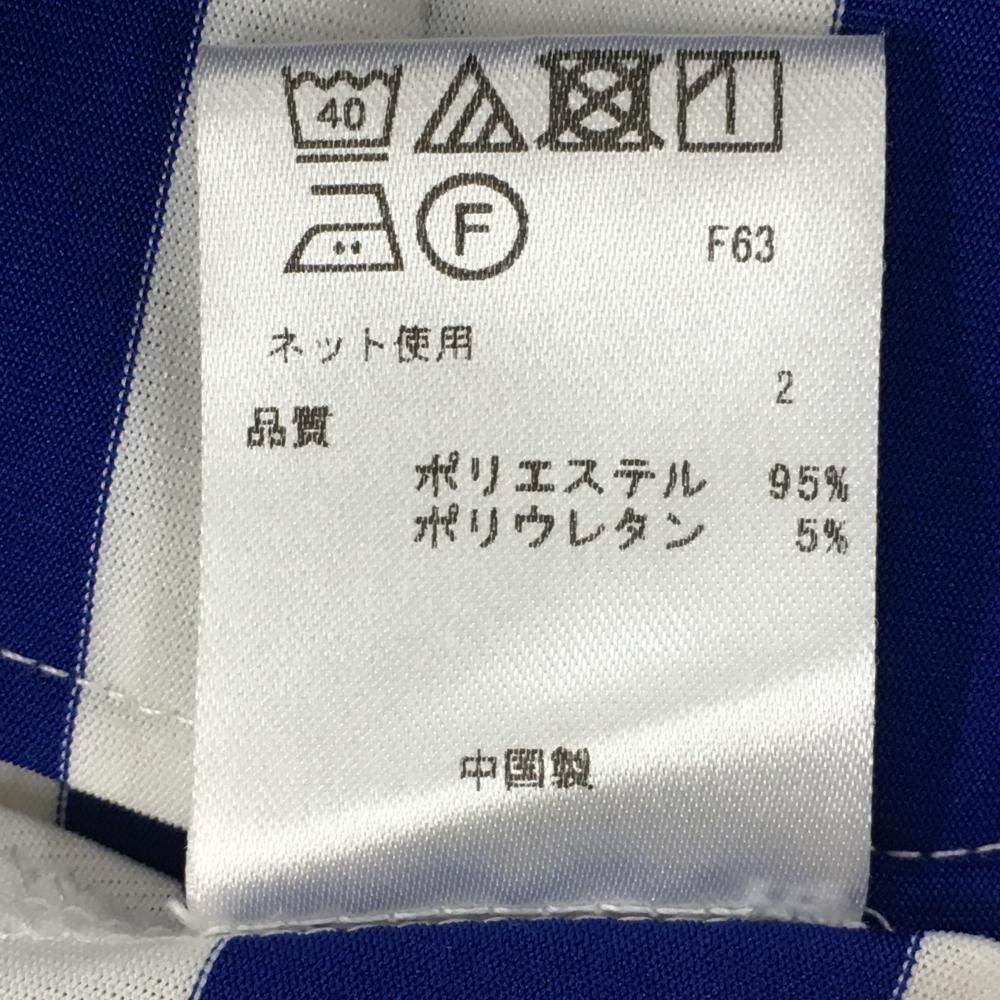 40
F
F63
ネット使用
2
品質
ポリエステル 95%
ポリウレタン 5%
中国製